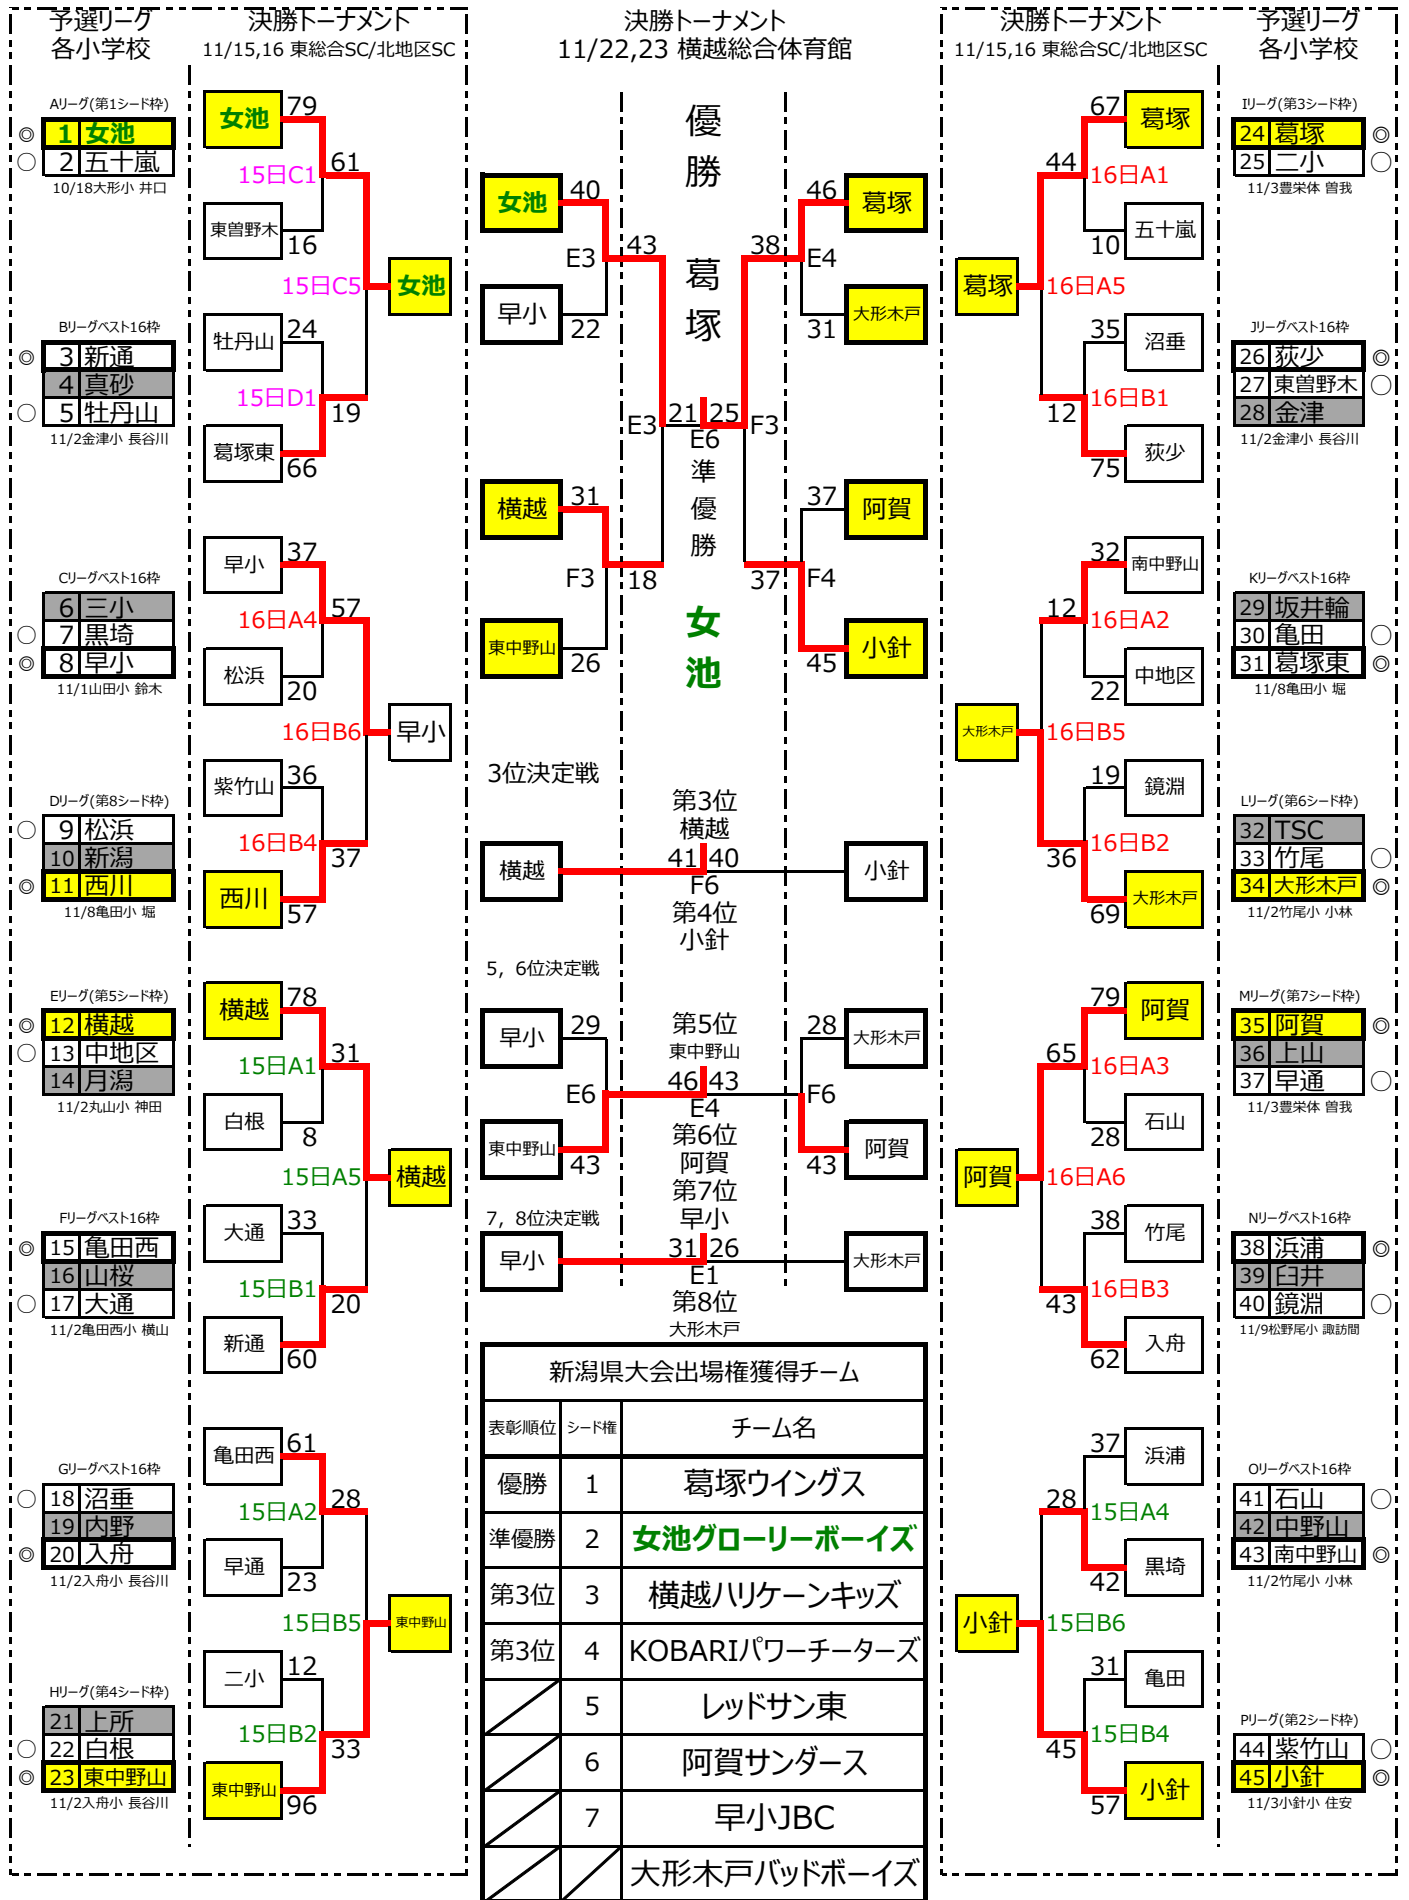 予選リーグ
各小学校
決勝トーナメント
11/15,16 東総合SC/北地区SC
決勝トーナメント
11/22,23 横越総合体育館
決勝トーナメント
11/15,16 東総合SC/北地区SC
予選リーグ
各小学校
Aリーグ(第1シード枠)
◎ 1 女池
○ 2 五十嵐
10/18大形小 井口
Bリーグベスト16枠
◎ 3 新通
4 真砂
○ 5 牡丹山
11/2金津小 長谷川
Cリーグベスト16枠
6 三小
○ 7 黒埼
◎ 8 早小
11/1山田小 鈴木
Dリーグ(第8シード枠)
○ 9 松浜
10 新潟
◎ 11 西川
11/8亀田小 堀
Eリーグ(第5シード枠)
◎ 12 横越
○ 13 中地区
14 月潟
11/2丸山小 神田
Fリーグベスト16枠
◎ 15 亀田西
16 山桜
○ 17 大通
11/2亀田西小 横山
Gリーグベスト16枠
○ 18 沼垂
19 内野
◎ 20 入舟
11/2入舟小 長谷川
Hリーグ(第4シード枠)
21 上所
○ 22 白根
◎ 23 東中野山
11/2入舟小 長谷川
女池 79
15日C1 61
東曽野木 16
15日C5 女池
牡丹山 24
15日D1 19
葛塚東 66
早小 37
16日A4 57
松浜 20
16日B6 早小
紫竹山 36
16日B4 37
西川 57
横越 78
15日A1 31
白根 8
15日A5 横越
大通 33
15日B1 20
新通 60
亀田西 61
15日A2 28
早通 23
15日B5 東中野山
二小 12
15日B2 33
東中野山 96
優勝
葛塚
女池 40
E3 43
早小 22
46 葛塚
38 E4
31 大形木戸
E3 21 25 F3
E6
準優勝
女池
横越 31
F3 18
東中野山 26
37 阿賀
37 F4
45 小針
3位決定戦
第3位
横越
横越 41 40 小針
F6
第4位
小針
5, 6位決定戦
早小 29
第5位
東中野山
28 大形木戸
E6 46 43 F6
E4
東中野山 43
第6位
阿賀
43 阿賀
第7位
早小
7, 8位決定戦
早小 31 26 大形木戸
E1
第8位
大形木戸
新潟県大会出場権獲得チーム
表彰順位 シード権 チーム名
優勝 1 葛塚ウイングス
準優勝 2 女池グローリーボーイズ
第3位 3 横越ハリケーンキッズ
第3位 4 KOBARIパワーチーターズ
5 レッドサン東
6 阿賀サンダース
7 早小JBC
大形木戸バッドボーイズ
67 葛塚
44 16日A1
10 五十嵐
葛塚 16日A5
35 沼垂
12 16日B1
75 荻少
32 南中野山
12 16日A2
22 中地区
大形木戸 16日B5
19 鏡淵
36 16日B2
69 大形木戸
79 阿賀
65 16日A3
28 石山
阿賀 16日A6
38 竹尾
43 16日B3
62 入舟
37 浜浦
28 15日A4
42 黒埼
小針 15日B6
31 亀田
45 15日B4
57 小針
Iリーグ(第3シード枠)
24 葛塚 ◎
25 二小 ○
11/3豊栄体 曽我
Jリーグベスト16枠
26 荻少 ◎
27 東曽野木 ○
28 金津
11/2金津小 長谷川
Kリーグベスト16枠
29 坂井輪
30 亀田 ○
31 葛塚東 ◎
11/8亀田小 堀
Lリーグ(第6シード枠)
32 TSC
33 竹尾 ○
34 大形木戸 ◎
11/2竹尾小 小林
Mリーグ(第7シード枠)
35 阿賀 ◎
36 上山
37 早通 ○
11/3豊栄体 曽我
Nリーグベスト16枠
38 浜浦 ◎
39 臼井
40 鏡淵 ○
11/9松野尾小 諏訪間
Oリーグベスト16枠
41 石山 ○
42 中野山
43 南中野山 ◎
11/2竹尾小 小林
Pリーグ(第2シード枠)
44 紫竹山 ○
45 小針 ◎
11/3小針小 住安